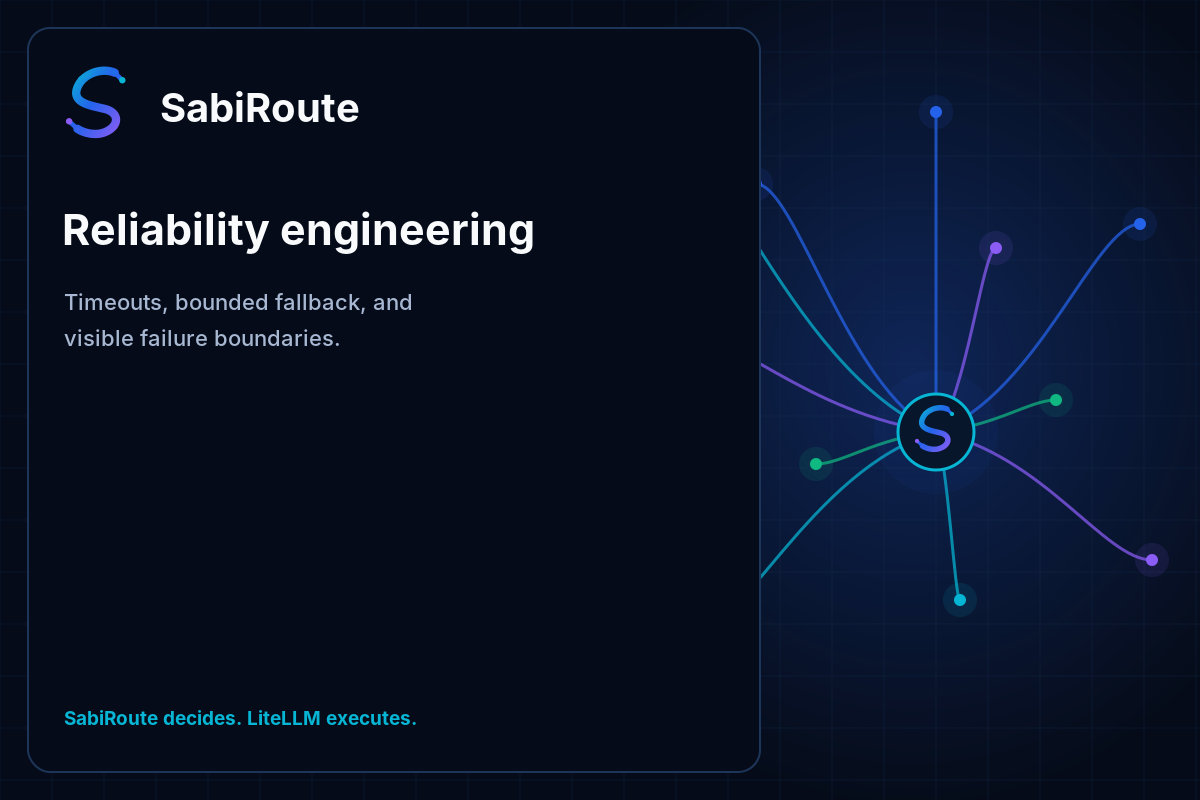 SabiRoute
Reliability engineering
Timeouts, bounded fallback, and
visible failure boundaries.
SabiRoute decides. LiteLLM executes.